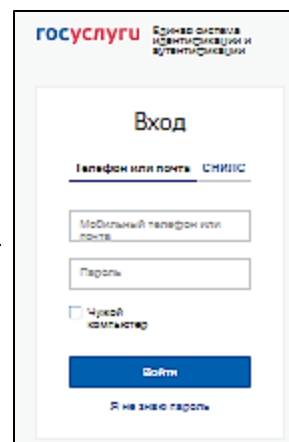 госуслуги Единая система
идентификации и
аутентификации
Вход
Телефон или почта СНИЛС
Мобильный телефон или
почта
Пароль
Чужой
компьютер
Войти
Я не знаю пароль